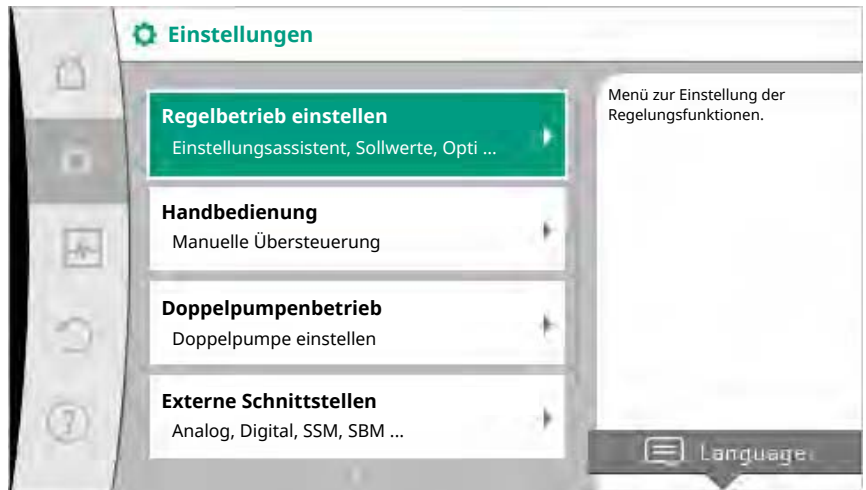 Einstellungen
Regelbetrieb einstellen
Einstellungsassistent, Sollwerte, Opti ...
Handbedienung
Manuelle Übersteuerung
Doppelpumpenbetrieb
Doppelpumpe einstellen
Externe Schnittstellen
Analog, Digital, SSM, SBM ...
Menü zur Einstellung der
Regelungsfunktionen.
Language